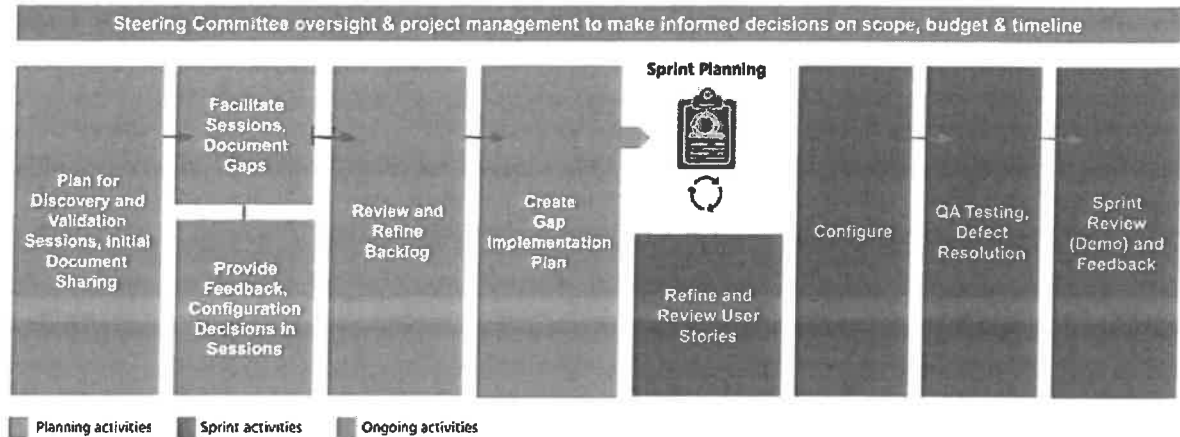 Steering Committee oversight & project management to make informed decisions on scope, budget & timeline
Plan for
Discovery and
Validation
Sessions, Initial
Document
Sharing
Facilitate
Sessions,
Document
Gaps
Provide
Feedback,
Configuration
Decisions in
Sessions
Review and
Refine
Backlog
Create
Gap
Implementation
Plan
Sprint Planning
Refine and
Review User
Stories
Configure
QA Testing,
Defect
Resolution
Sprint
Review
(Demo) and
Feedback
Planning activities
Sprint activities
Ongoing activities